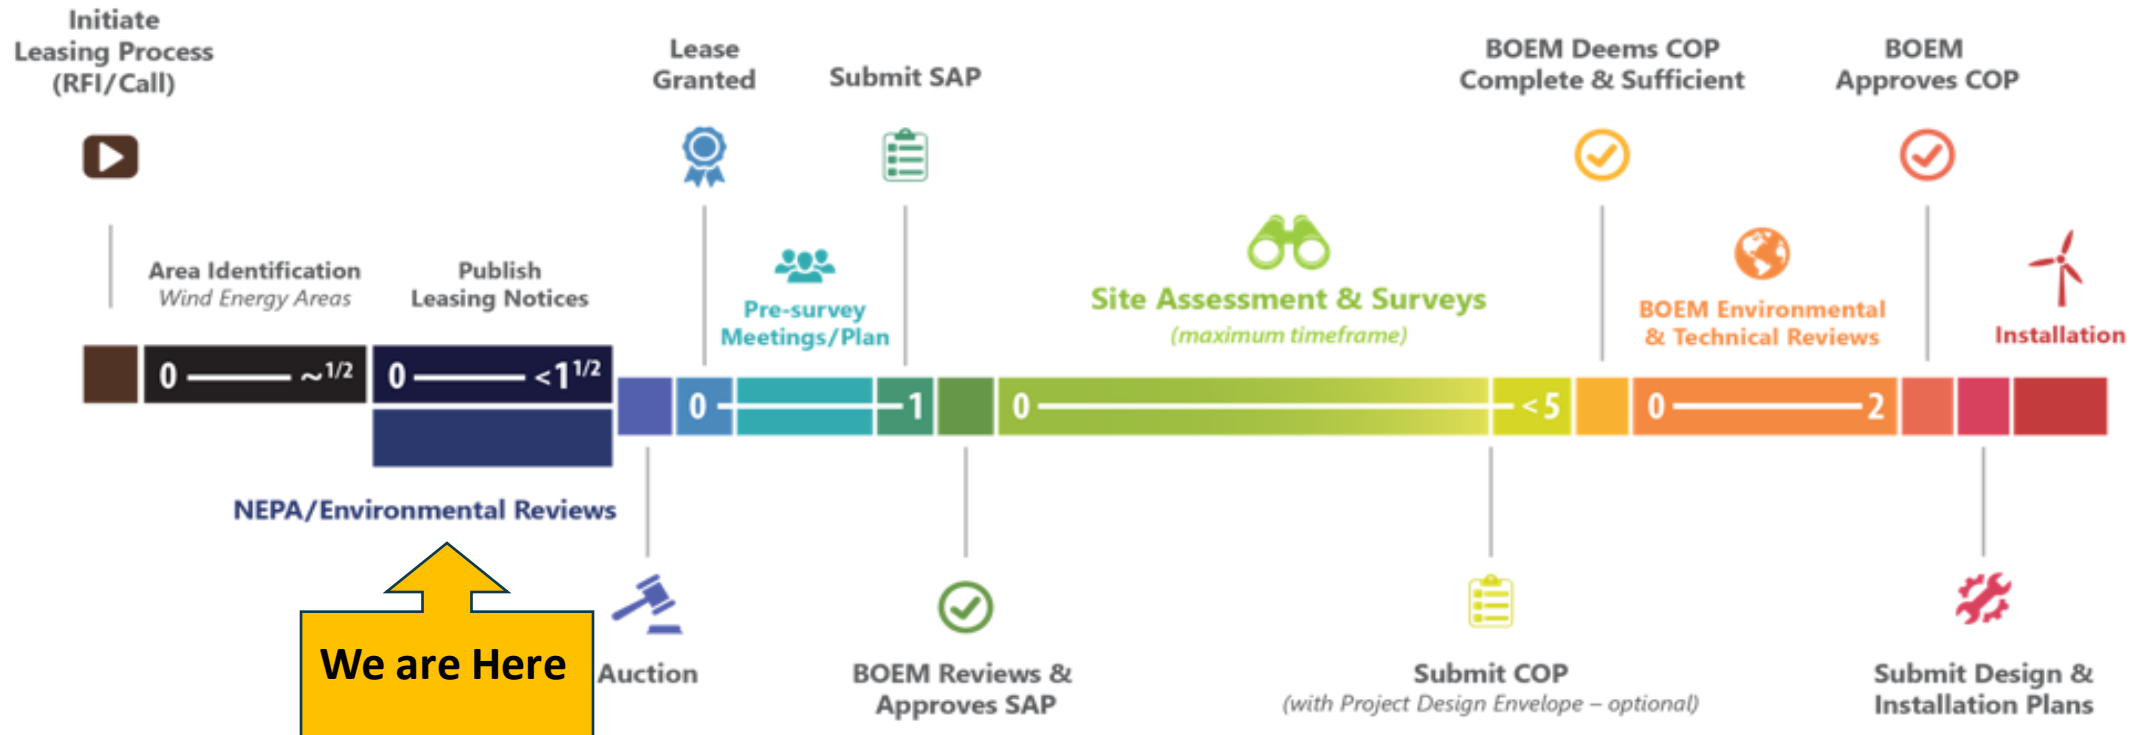 Initiate
Leasing Process
(RFI/Call)
Lease
Granted
Submit SAP
BOEM Deems COP
Complete & Sufficient
BOEM
Approves COP
Area Identification
Wind Energy Areas
Publish
Leasing Notices
Pre-survey
Meetings/Plan
Site Assessment & Surveys
(maximum timeframe)
BOEM Environmental
& Technical Reviews
Installation
0 ~1/2
0 <1 1/2
0 1
0 <5
0 2
NEPA/Environmental Reviews
We are Here
Auction
BOEM Reviews &
Approves SAP
Submit COP
(with Project Design Envelope – optional)
Submit Design &
Installation Plans